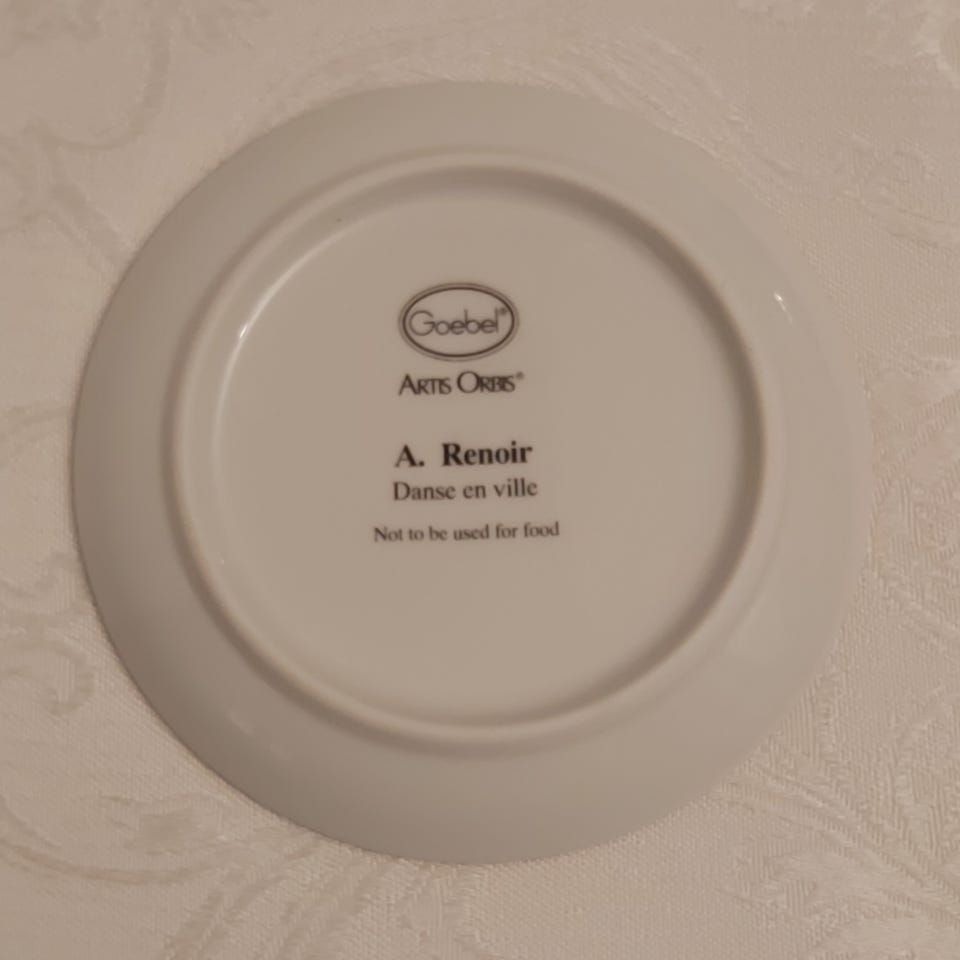 Goebel®
ARTIS ORBIS®
A. Renoir
Danse en ville
Not to be used for food